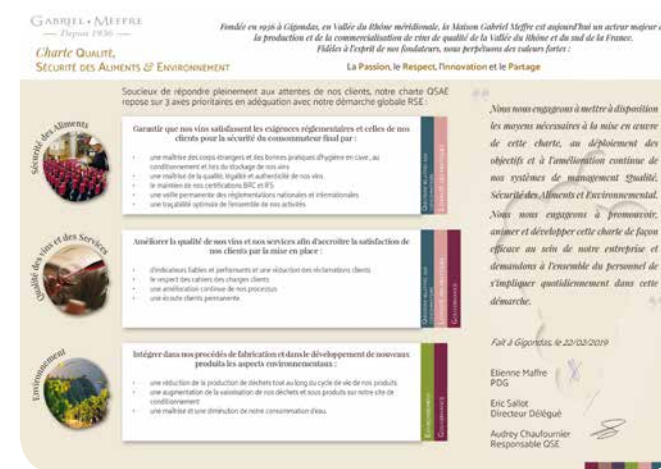 GABRIEL • MEFFRE
Depuis 1936
Charte QUALITÉ,
SÉCURITÉ DES ALIMENTS & ENVIRONNEMENT
Fondée en 1936 à Gigondas, en Vallée du Rhône méridionale, la Maison Gabriel Meffre est aujourd'hui un acteur majeur
la production et de la commercialisation de vins de qualité de la Vallée du Rhône et du sud de la France.
Fidèles à l'esprit de nos fondateurs, nous perpétuons des valeurs fortes :
La Passion, le Respect, l'Innovation et le Partage
Soucieux de répondre pleinement aux attentes de nos clients, notre charte QSAE
repose sur 3 axes prioritaires en adéquation avec notre démarche globale RSE :
Sécurité des Aliments
Garantir que nos vins satisfassent les exigences réglementaires et celles de nos
clients pour la sécurité du consommateur final par :
une maîtrise des corps étrangers et des bonnes pratiques d'hygiène en cave, au
conditionnement et lors du stockage de nos vins
une maîtrise de la qualité, légalité et authenticité de nos vins
le maintien de nos certifications BRC et IFS
une veille permanente des réglementations nationales et internationales
une traçabilité optimale de l'ensemble de nos activités
Qualité des vins et des Services
Améliorer la qualité de nos vins et nos services afin d'accroître la satisfaction de
nos clients par la mise en place :
d'indicateurs fiables et performants et une réduction des réclamations clients
le respect des cahiers des charges clients
une amélioration continue de nos processus
une écoute clients permanente
GOUVERNANCE
Environnement
Intégrer dans nos procédés de fabrication et dans le développement de nouveaux
produits les aspects environnementaux :
une réduction de la production de déchets tout au long du cycle de vie de nos produits
une augmentation de la valorisation de nos déchets et sous produits sur notre site de
conditionnement
une maîtrise et une diminution de notre consommation d'eau
ENVIRONNEMENT
GOUVERNANCE
Nous nous engageons à mettre à disposition
les moyens nécessaires à la mise en œuvre
de cette charte, au déploiement des
objectifs et à l'amélioration continue de
nos systèmes de management Qualité,
Sécurité des Aliments et Environnemental.
Nous nous engageons à promouvoir,
animer et développer cette charte de façon
efficace au sein de notre entreprise et
demandons à l'ensemble du personnel de
s'impliquer quotidiennement dans cette
démarche.
Fait à Gigondas, le 22/02/2019
Etienne Maffre
PDG
Eric Sallot
Directeur Délégué
Audrey Chaufournier
Responsable QSE